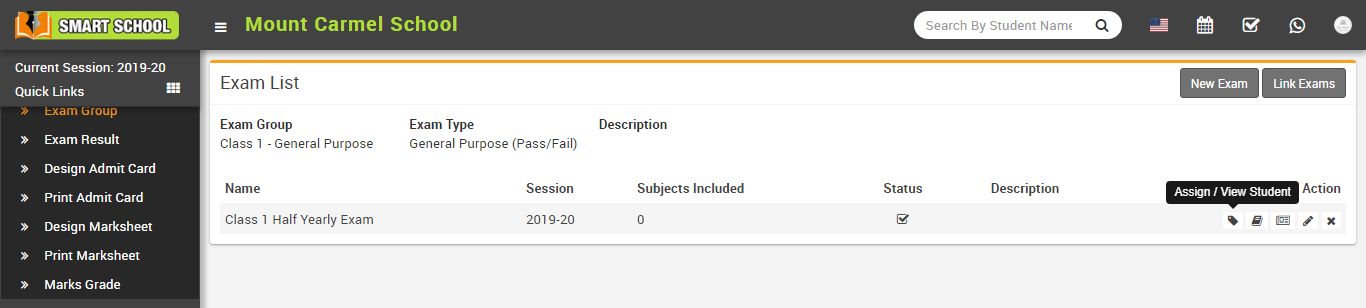 SMART SCHOOL
Mount Carmel School
Search By Student Name
Current Session: 2019-20
Quick Links
Exam Group
Exam Result
Design Admit Card
Print Admit Card
Design Marksheet
Print Marksheet
Marks Grade
Exam List
New Exam
Link Exams
Exam Group Exam Type Description
Class 1 - General Purpose General Purpose (Pass/Fail)
Assign / View Student
Name Session Subjects Included Status Description Action
Class 1 Half Yearly Exam 2019-20 0